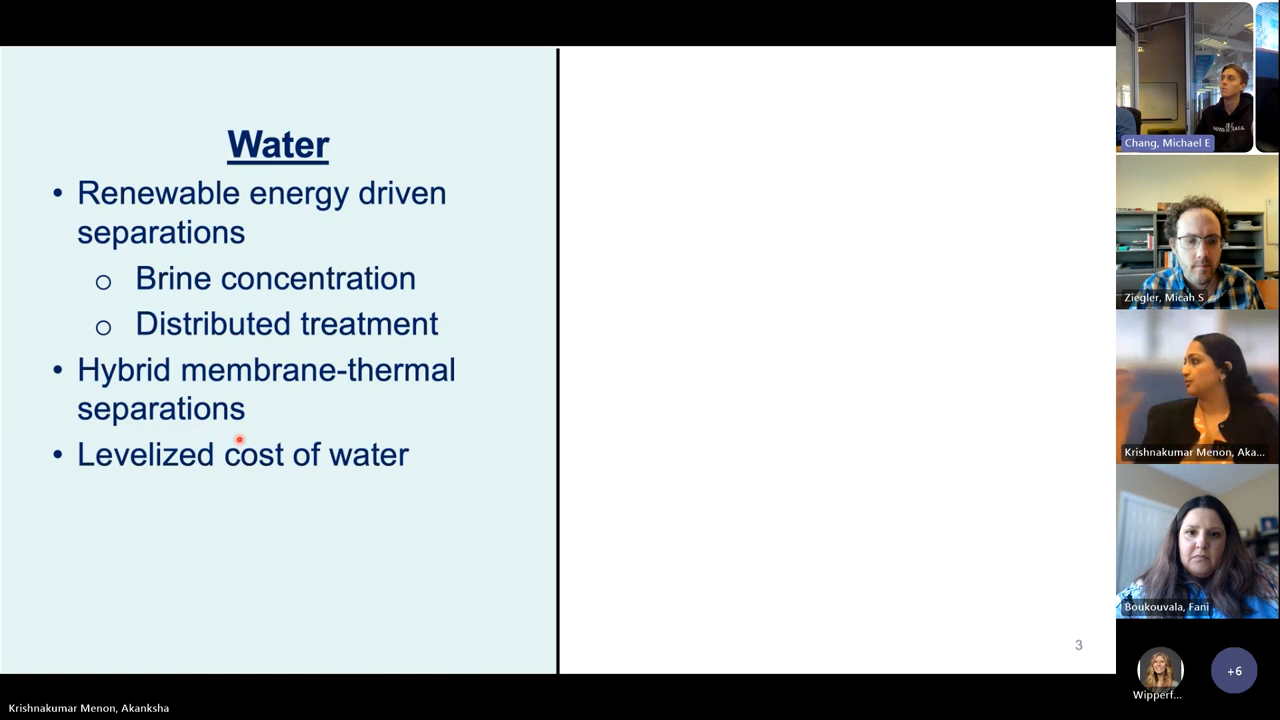 Water
• Renewable energy driven
separations
o Brine concentration
o Distributed treatment
• Hybrid membrane-thermal
separations
• Levelized cost of water
3
Chang, Michael E
Ziegler, Micah S
Krishnakumar Menon, Aka...
Boukouvala, Fani
Wipperf...
+6
Krishnakumar Menon, Akanksha